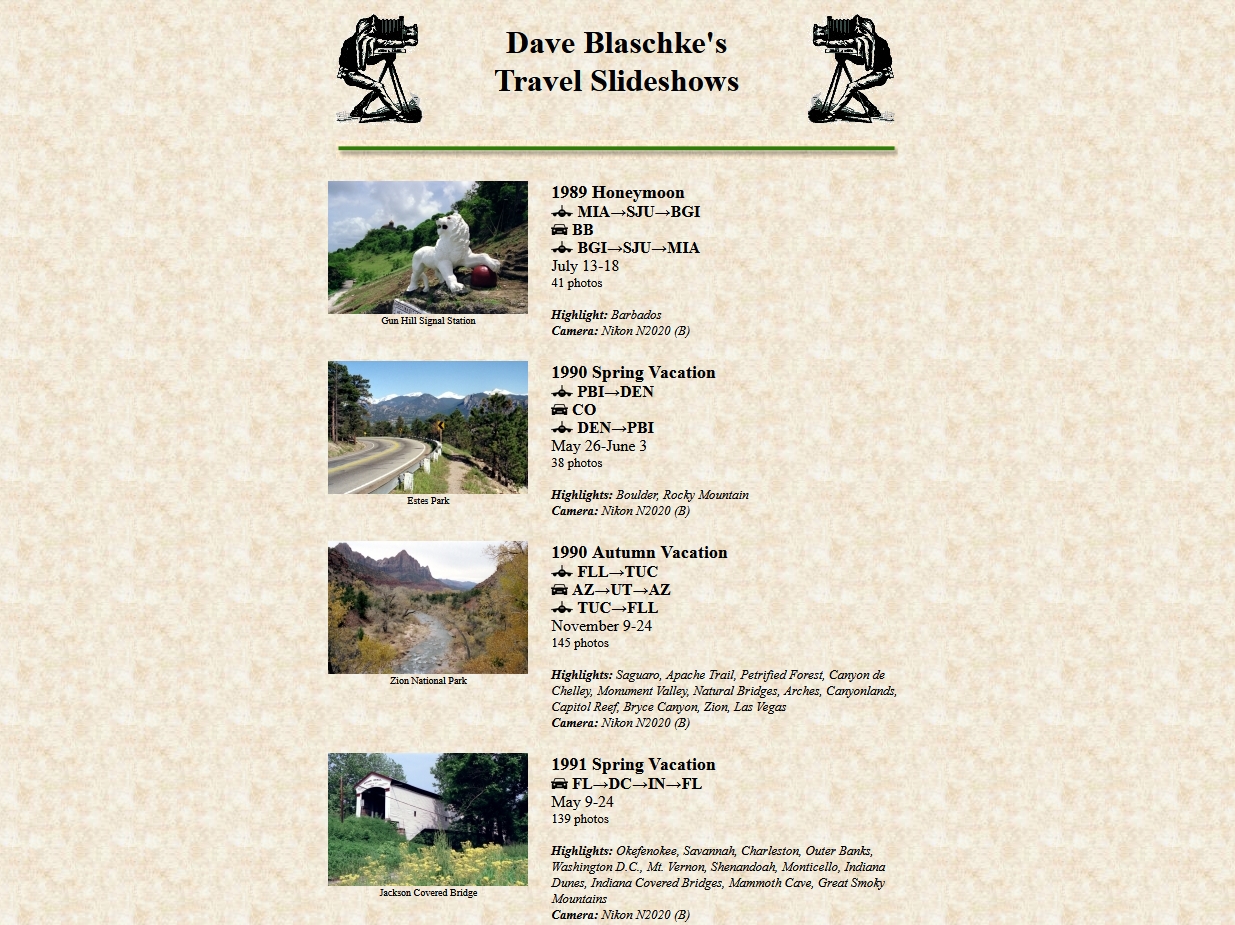 Dave Blaschke's
Travel Slideshows
1989 Honeymoon
MIA→SJU→BGI
BB
BGI→SJU→MIA
July 13-18
41 photos
Highlight: Barbados
Camera: Nikon N2020 (B)
Gun Hill Signal Station
1990 Spring Vacation
PBI→DEN
CO
DEN→PBI
May 26-June 3
38 photos
Highlights: Boulder, Rocky Mountain
Camera: Nikon N2020 (B)
Estes Park
1990 Autumn Vacation
FLL→TUC
AZ→UT→AZ
TUC→FLL
November 9-24
145 photos
Highlights: Saguaro, Apache Trail, Petrified Forest, Canyon de
Chelley, Monument Valley, Natural Bridges, Arches, Canyonlands,
Capitol Reef, Bryce Canyon, Zion, Las Vegas
Camera: Nikon N2020 (B)
Zion National Park
1991 Spring Vacation
FL→DC→IN→FL
May 9-24
139 photos
Highlights: Okefenokee, Savannah, Charleston, Outer Banks,
Washington D.C., Mt. Vernon, Shenandoah, Monticello, Indiana
Dunes, Indiana Covered Bridges, Mammoth Cave, Great Smoky
Mountains
Camera: Nikon N2020 (B)
Jackson Covered Bridge